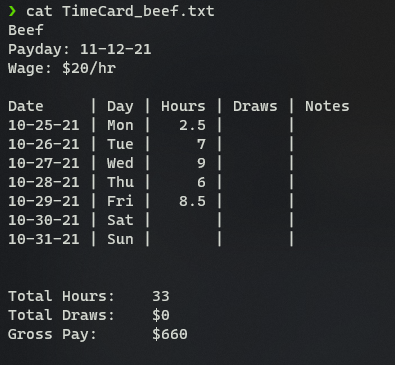 ❯ cat TimeCard_beef.txt
Beef
Payday: 11-12-21
Wage: $20/hr

Date     | Day | Hours | Draws | Notes
10-25-21 | Mon |   2.5 |       |
10-26-21 | Tue |     7 |       |
10-27-21 | Wed |     9 |       |
10-28-21 | Thu |     6 |       |
10-29-21 | Fri |   8.5 |       |
10-30-21 | Sat |       |       |
10-31-21 | Sun |       |       |

Total Hours:    33
Total Draws:    $0
Gross Pay:      $660